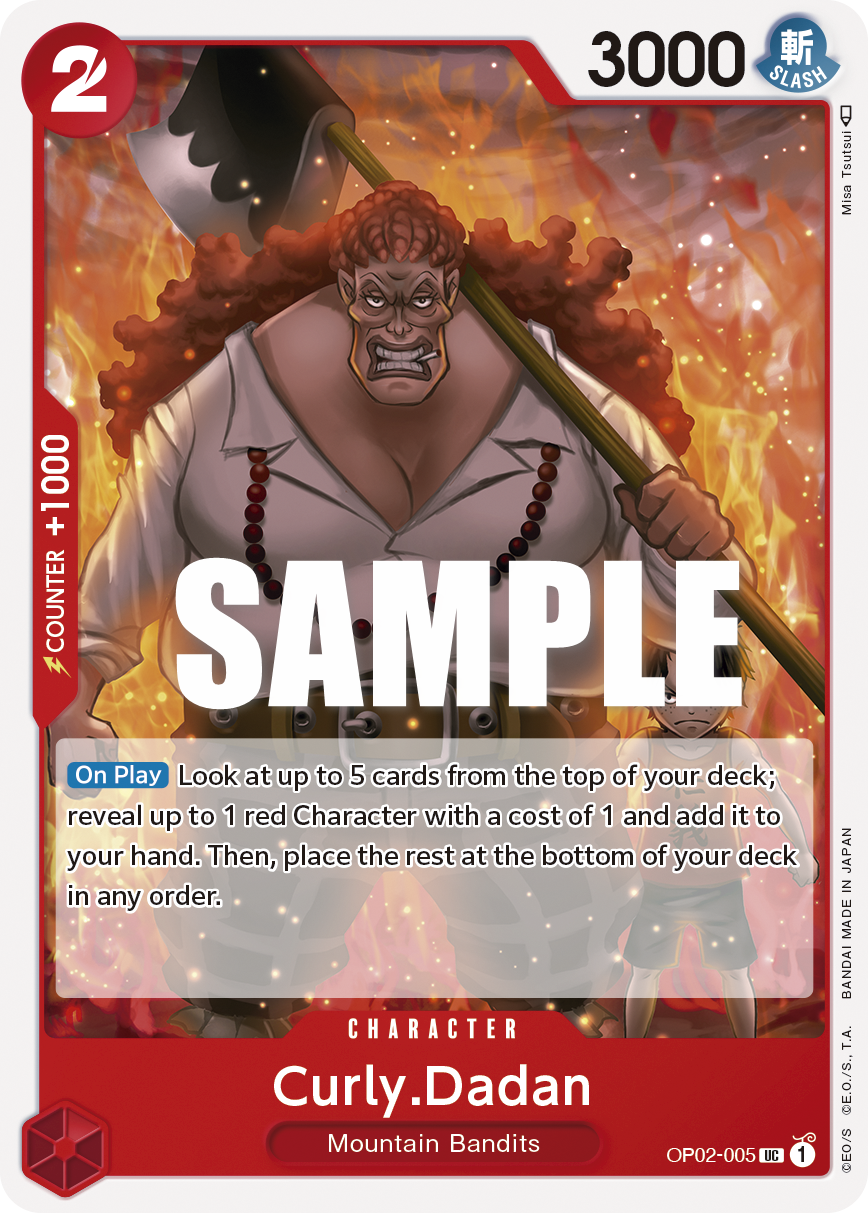 2
3000
斬
SLASH
Misa Tsutsui
COUNTER +1000
SAMPLE
On Play Look at up to 5 cards from the top of your deck;
reveal up to 1 red Character with a cost of 1 and add it to
your hand. Then, place the rest at the bottom of your deck
in any order.
CHARACTER
Curly.Dadan
Mountain Bandits
OP02-005 UC 1
©EO/S ©E.O./S., T.A. BANDAI MADE IN JAPAN